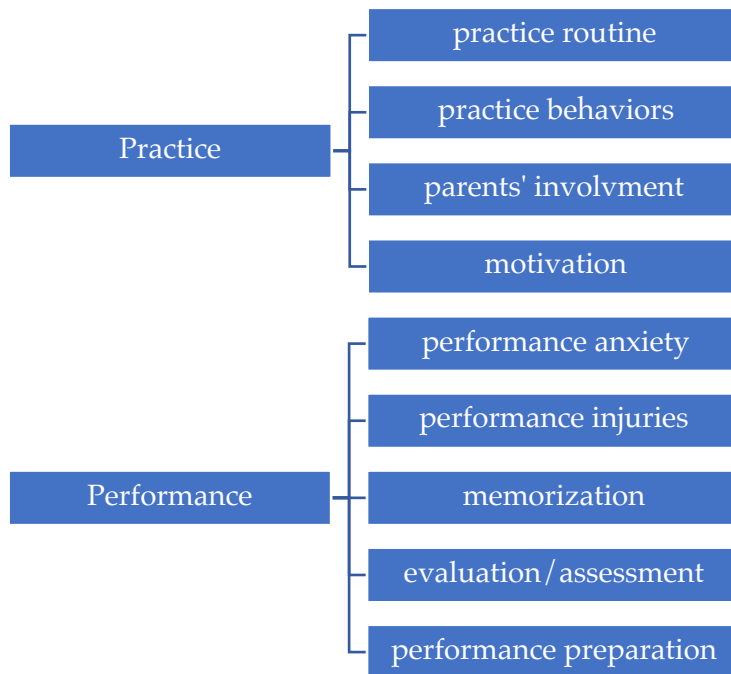 Practice
practice routine
practice behaviors
parents' involvment
motivation
Performance
performance anxiety
performance injuries
memorization
evaluation/assessment
performance preparation